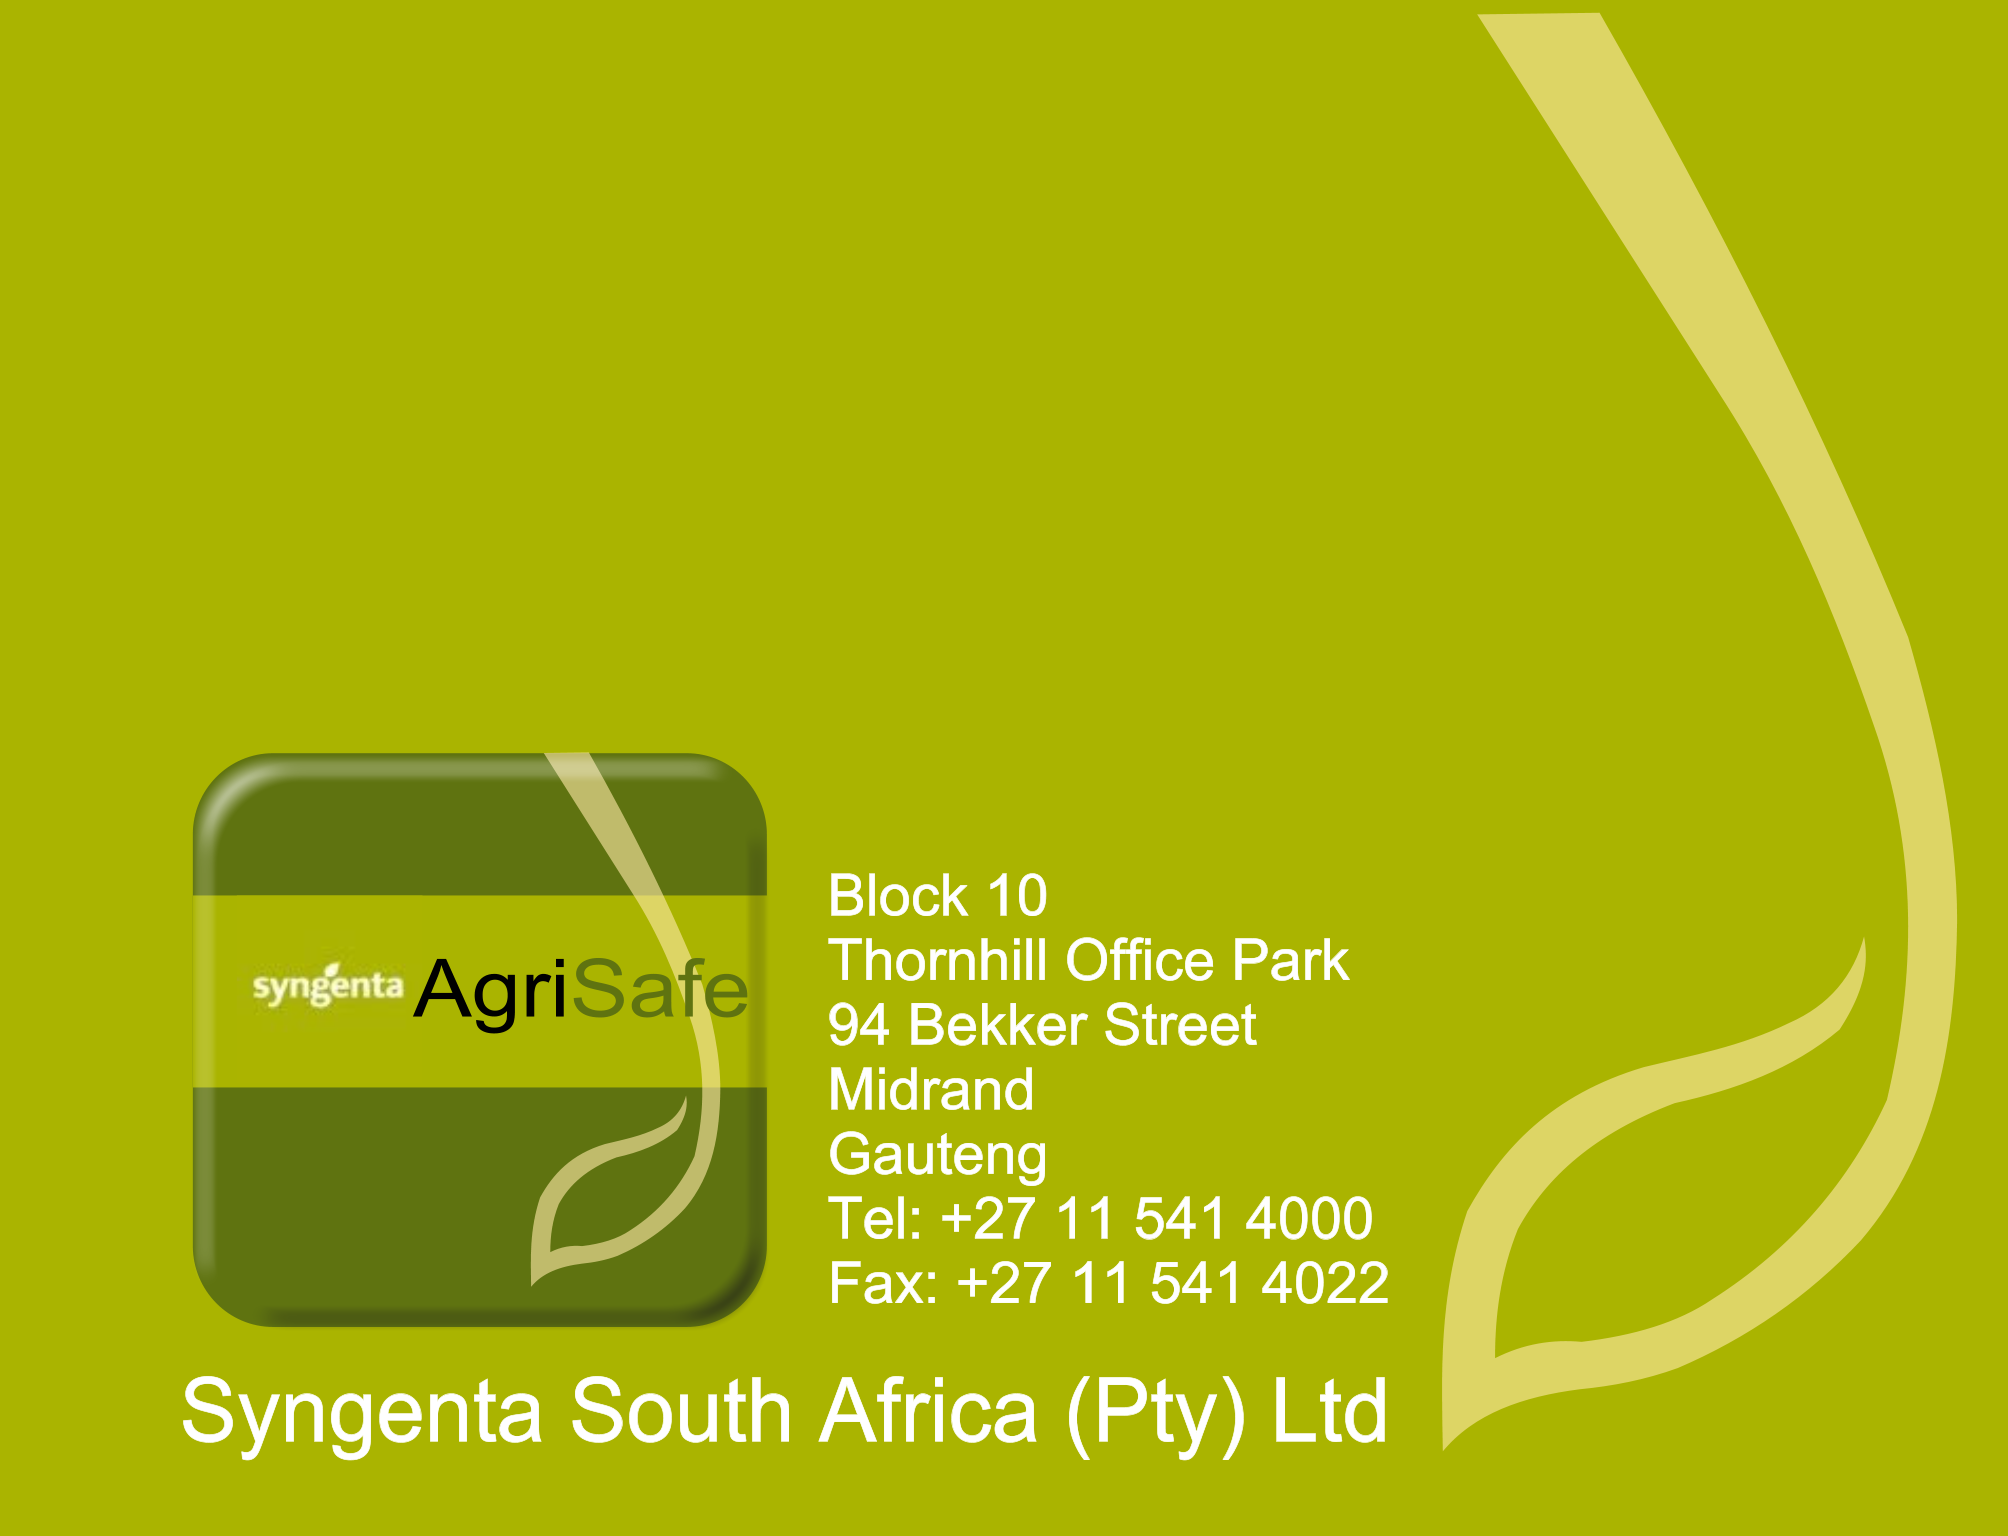 syngenta AgriSafe
Block 10
Thornhill Office Park
94 Bekker Street
Midrand
Gauteng
Tel: +27 11 541 4000
Fax: +27 11 541 4022
Syngenta South Africa (Pty) Ltd